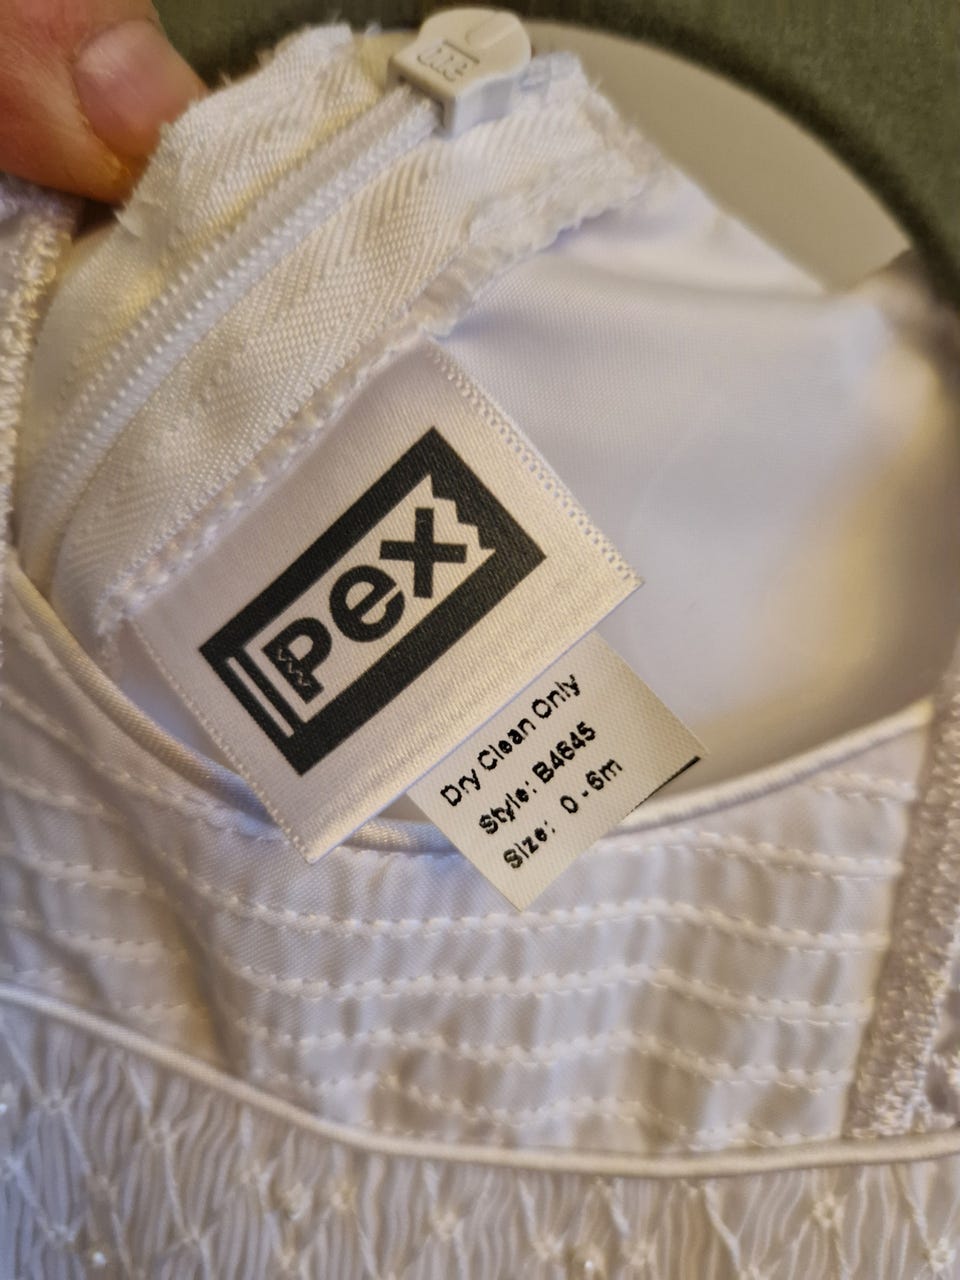 Pex
Dry Clean Only
Style: B4645
Size: 0 - 6m